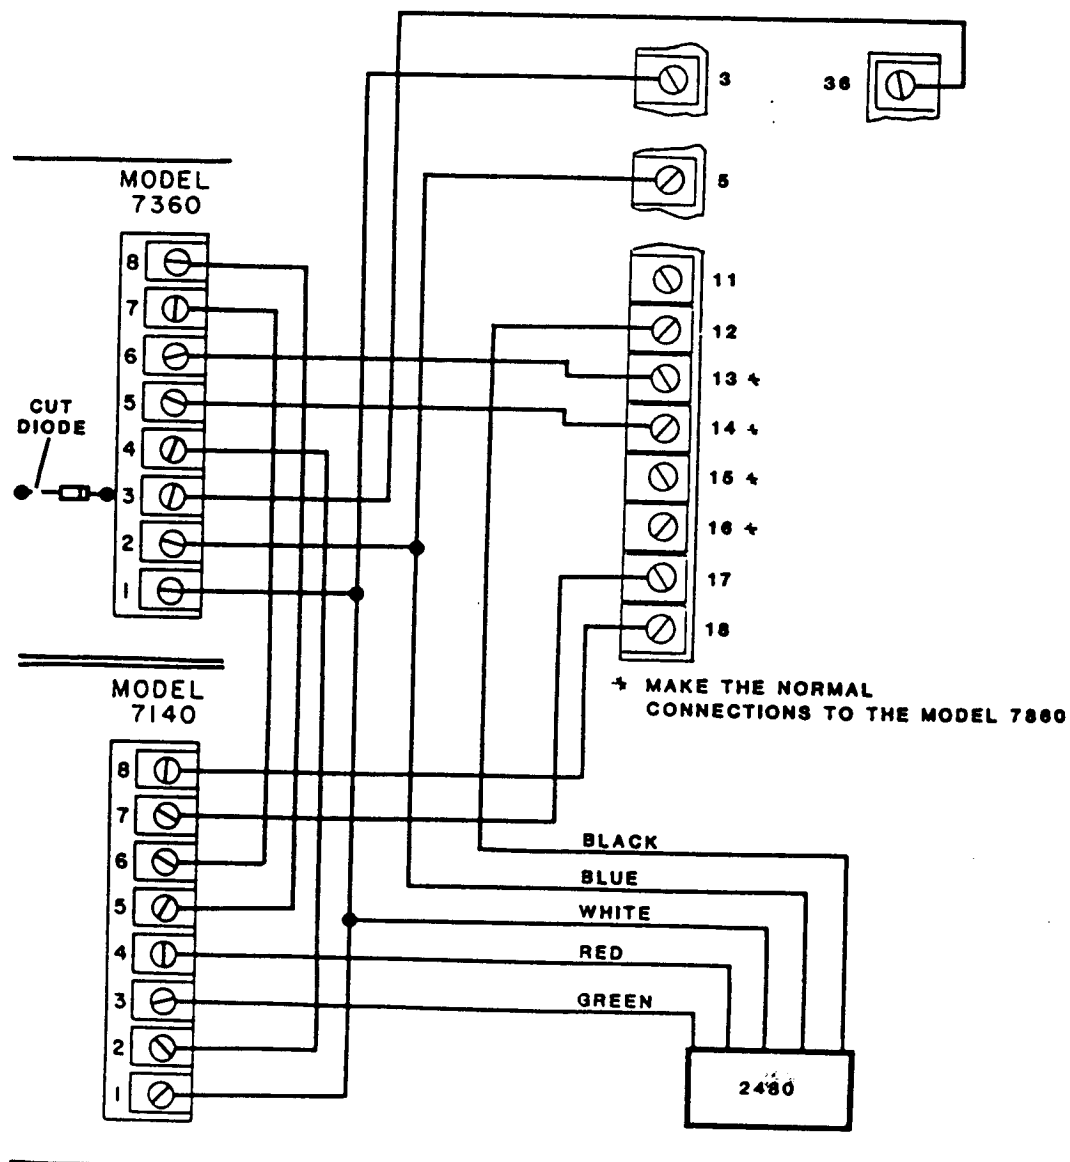 3
36
5
MODEL
7360
8
7
6
5
4
3
2
1
CUT
DIODE
11
12
13 *
14 *
15 *
16 *
17
18
* MAKE THE NORMAL
CONNECTIONS TO THE MODEL 7860
MODEL
7140
8
7
6
5
4
3
2
1
BLACK
BLUE
WHITE
RED
GREEN
2480